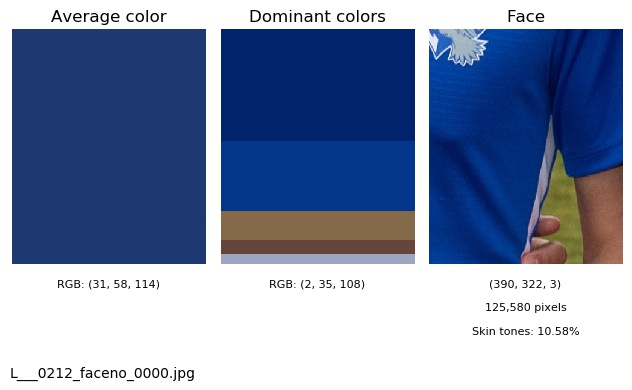 Average color
Dominant colors
Face
RGB: (31, 58, 114)
RGB: (2, 35, 108)
(390, 322, 3)
125,580 pixels
Skin tones: 10.58%
L___0212_faceno_0000.jpg